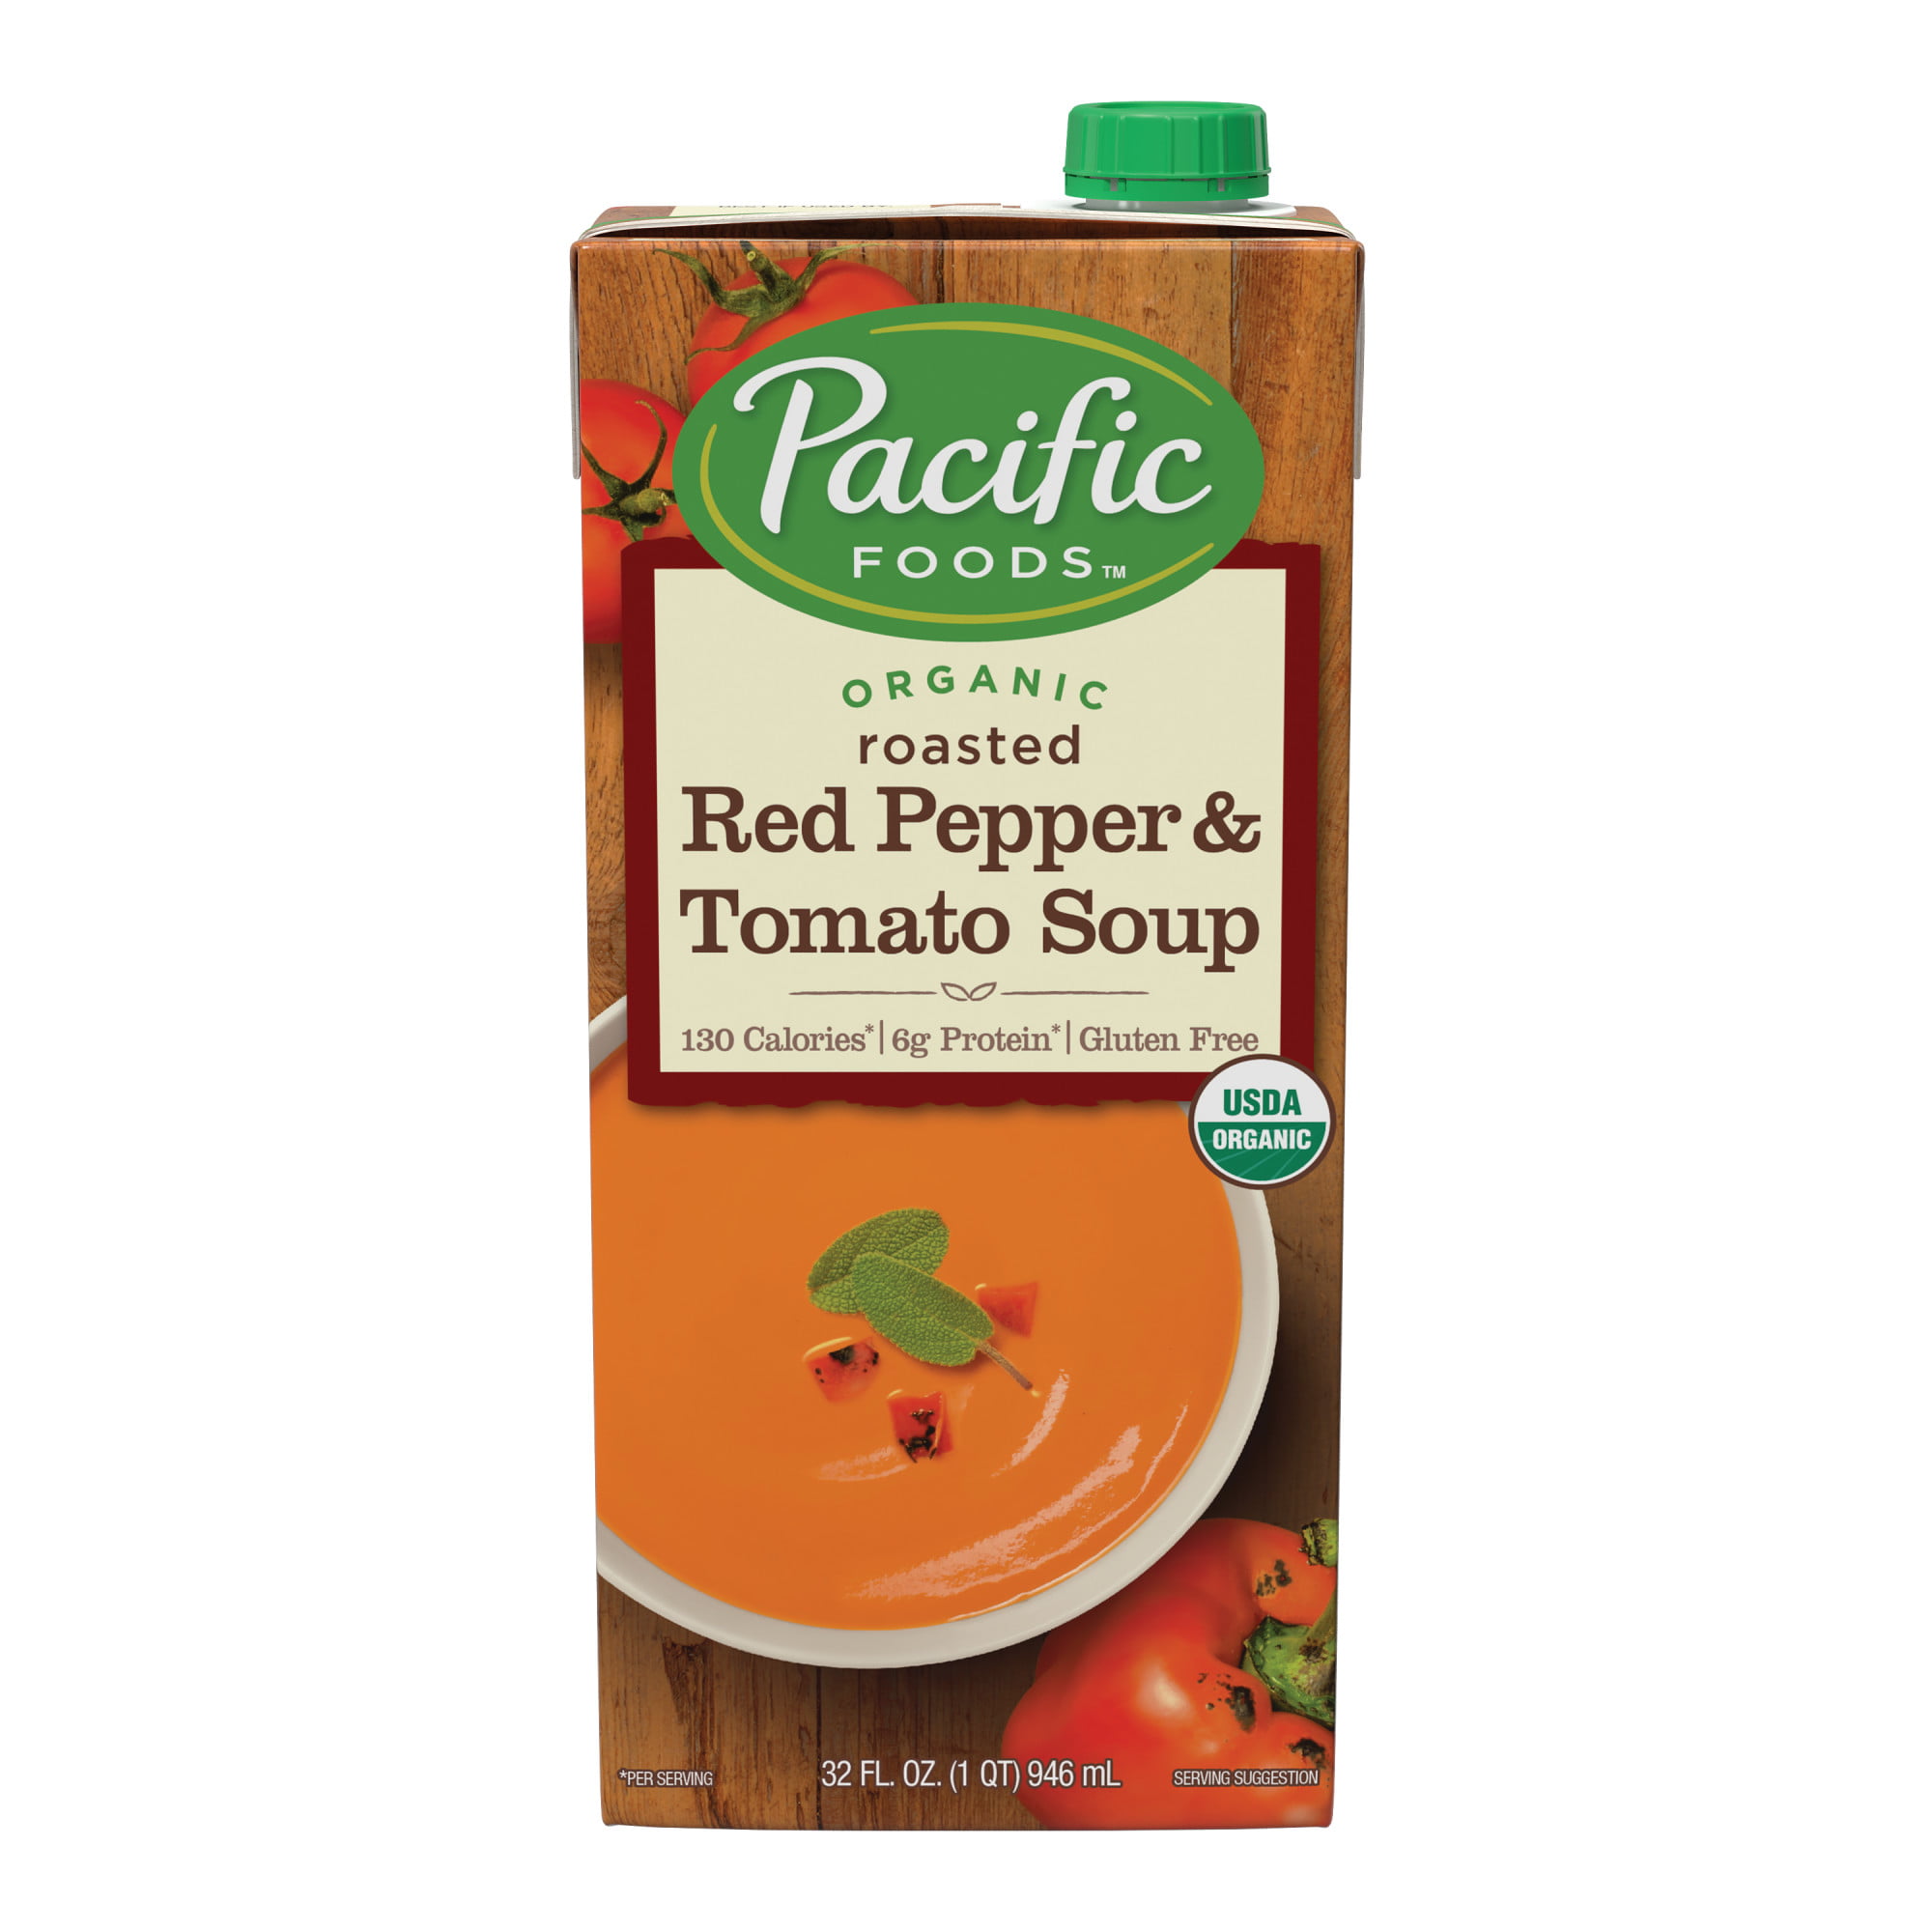 Pacific
FOODS™
ORGANIC
roasted
Red Pepper &
Tomato Soup
130 Calories* | 6g Protein* | Gluten Free
USDA
ORGANIC
*PER SERVING
32 FL. OZ. (1 QT) 946 mL
SERVING SUGGESTION